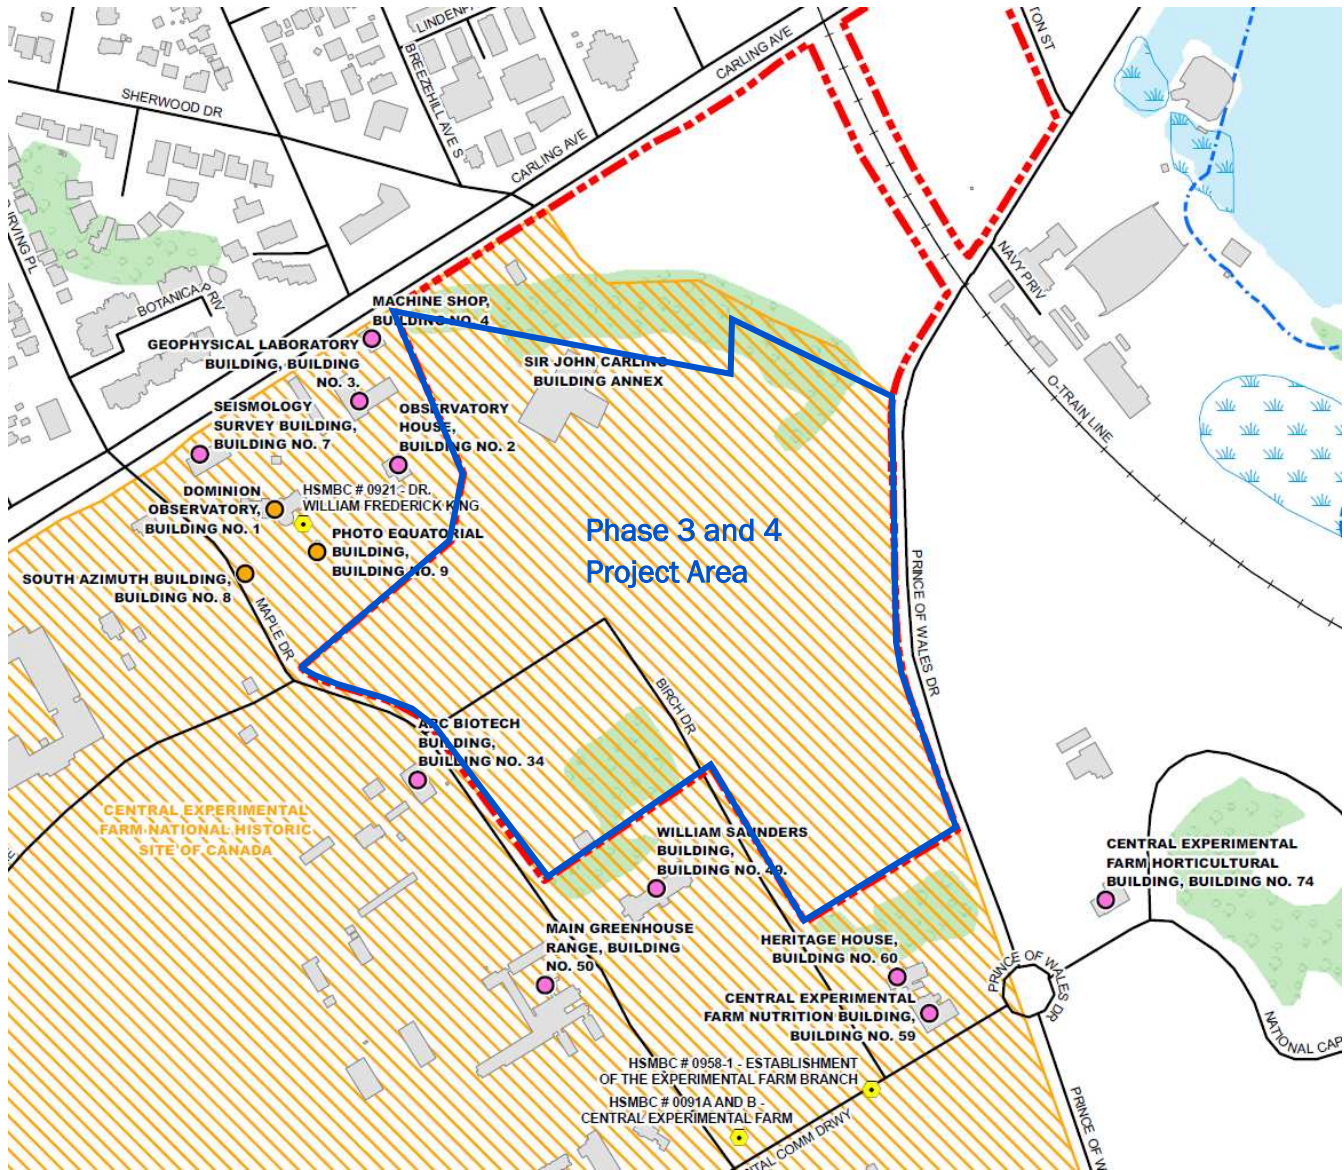 LINDENP
TON ST
CARLING AVE
BREEZEHILL AVE S
SHERWOOD DR
CARLING AVE
IRVING PL
BOTANICA PRIV
NAVY PRIV
MACHINE SHOP,
BUILDING NO. 4
GEOPHYSICAL LABORATORY
BUILDING, BUILDING
NO. 3.
SIR JOHN CARLING
BUILDING ANNEX
O-TRAIN LINE
SEISMOLOGY
SURVEY BUILDING,
BUILDING NO. 7
OBSERVATORY
HOUSE,
BUILDING NO. 2
DOMINION
OBSERVATORY,
BUILDING NO. 1
HSMBC # 0921 - DR.
WILLIAM FREDERICK KING
PHOTO EQUATORIAL
BUILDING,
BUILDING NO. 9
Phase 3 and 4
Project Area
SOUTH AZIMUTH BUILDING,
BUILDING NO. 8
MAPLE DR
PRINCE OF WALES DR
BIRCH DR
ABC BIOTECH
BUILDING,
BUILDING NO. 34
CENTRAL EXPERIMENTAL
FARM NATIONAL HISTORIC
SITE OF CANADA
WILLIAM SAUNDERS
BUILDING,
BUILDING NO. 49.
CENTRAL EXPERIMENTAL
FARM HORTICULTURAL
BUILDING, BUILDING NO. 74
MAIN GREENHOUSE
RANGE, BUILDING
NO. 50
HERITAGE HOUSE,
BUILDING NO. 60
PRINCE OF WALES DR
CENTRAL EXPERIMENTAL
FARM NUTRITION BUILDING,
BUILDING NO. 59
NATIONAL CAP
HSMBC # 0958-1 - ESTABLISHMENT
OF THE EXPERIMENTAL FARM BRANCH
HSMBC # 0091A AND B -
CENTRAL EXPERIMENTAL FARM
NTAL COMM DRWY
PRINCE OF W